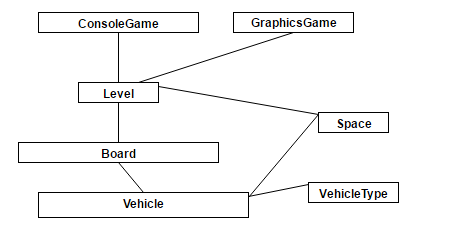 ConsoleGame
GraphicsGame
Level
Space
Board
VehicleType
Vehicle